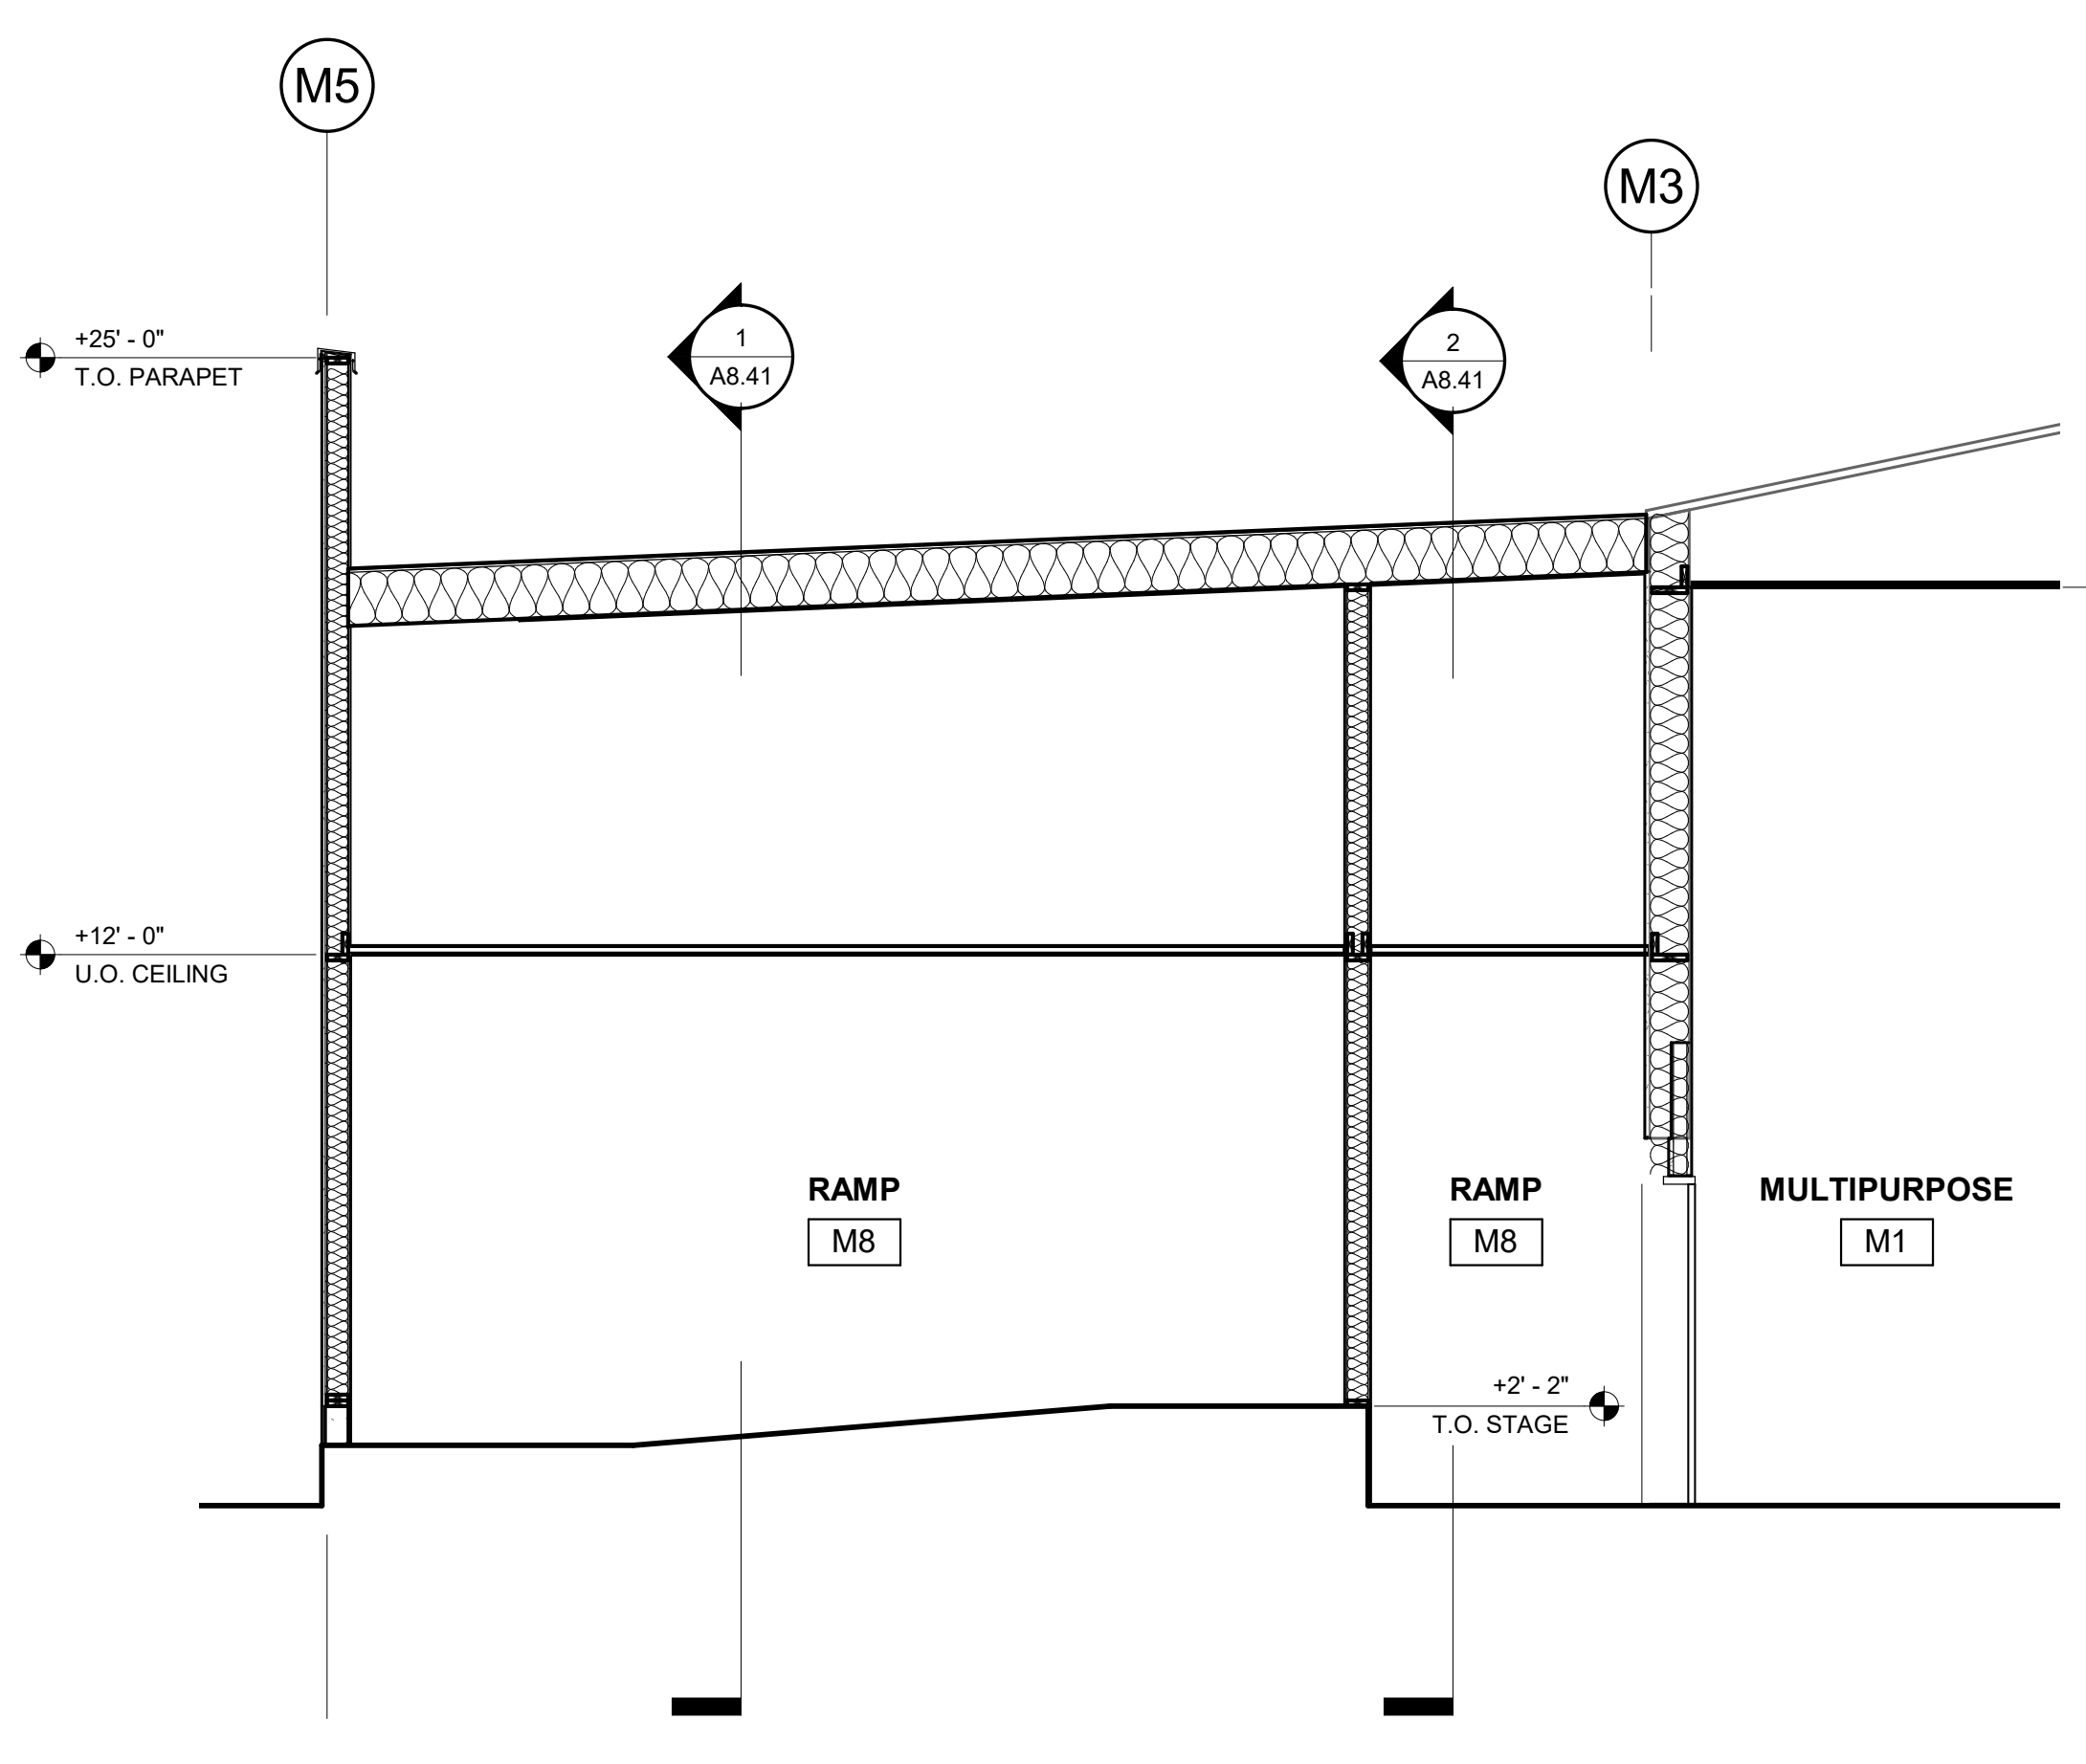 M5
M3
+25' - 0"
T.O. PARAPET
1
A8.41
2
A8.41
+12' - 0"
U.O. CEILING
RAMP
M8
RAMP
M8
MULTIPURPOSE
M1
+2' - 2"
T.O. STAGE